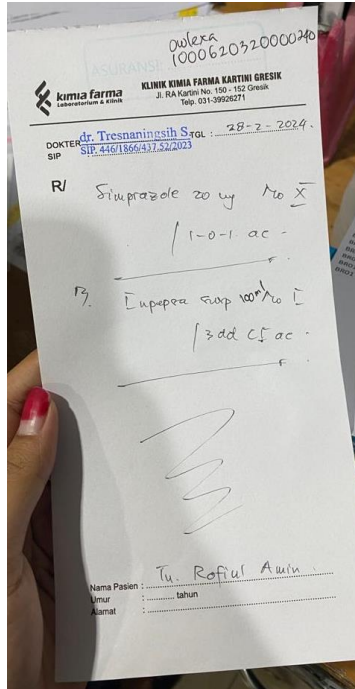 owlexa
1000620320000240
ASURANSI
kimia farma
Laboratorium & Klinik
KLINIK KIMIA FARMA KARTINI GRESIK
Jl. RA Kartini No. 150 - 152 Gresik
Telp. 031-39926271
DOKTER dr. Tresnaningsih S. TGL : 28-2-2024.
SIP : SIP. 446/1866/437.52/2023
R/ Simprazole 20 mg No X
∫ 1-0-1 ac
R. Inpepsa susp 100ml No I
∫ 3 dd C I ac
Nama Pasien : Tn. Rofiul Amin
Umur : tahun
Alamat :